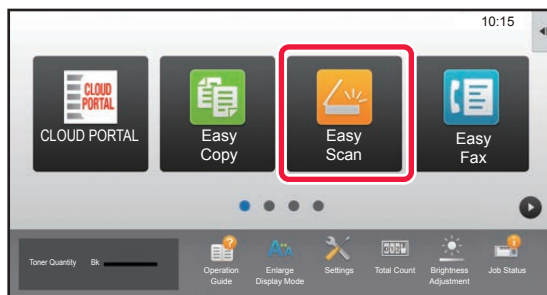 10:15
CLOUD
PORTAL
CLOUD PORTAL
Easy
Copy
Easy
Scan
Easy
Fax
Toner Quantity Bk
Operation
Guide
Enlarge
Display Mode
Settings
Total Count
Brightness
Adjustment
Job Status